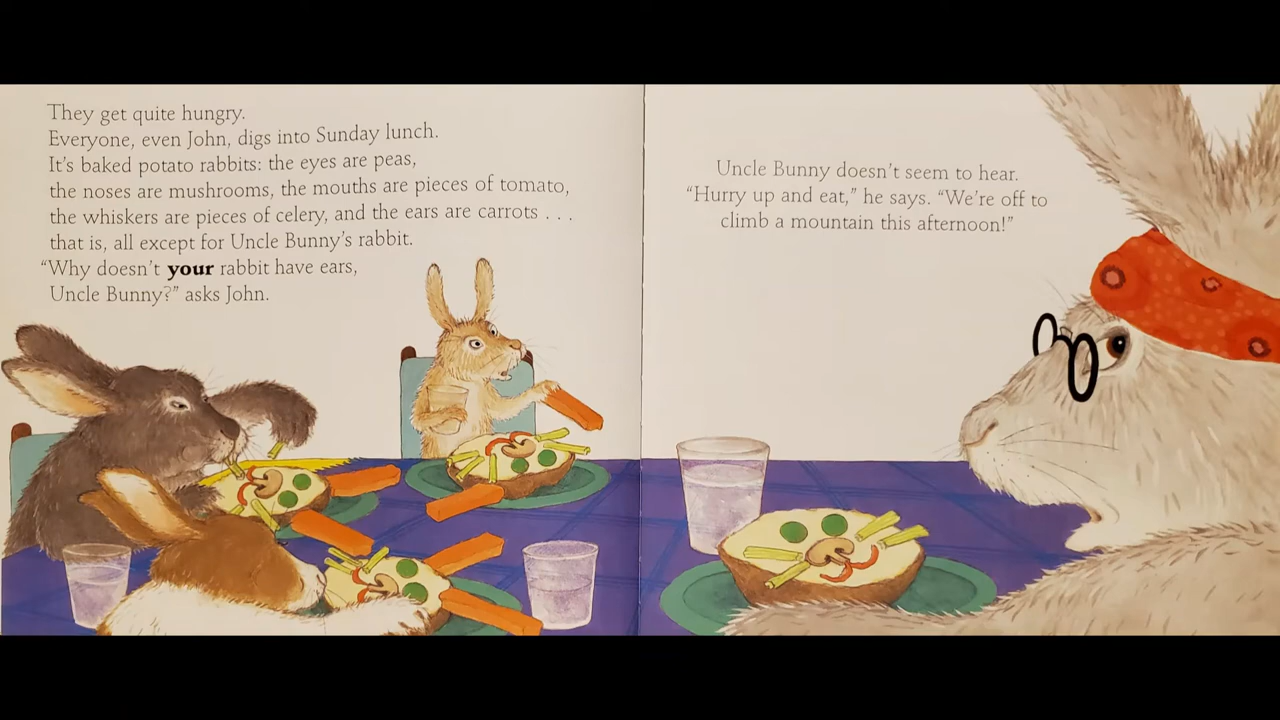 They get quite hungry.
Everyone, even John, digs into Sunday lunch.
It's baked potato rabbits: the eyes are peas,
the noses are mushrooms, the mouths are pieces of tomato,
the whiskers are pieces of celery, and the ears are carrots . . .
that is, all except for Uncle Bunny's rabbit.
“Why doesn't your rabbit have ears,
Uncle Bunny?” asks John.
Uncle Bunny doesn't seem to hear.
“Hurry up and eat,” he says. “We're off to
climb a mountain this afternoon!”